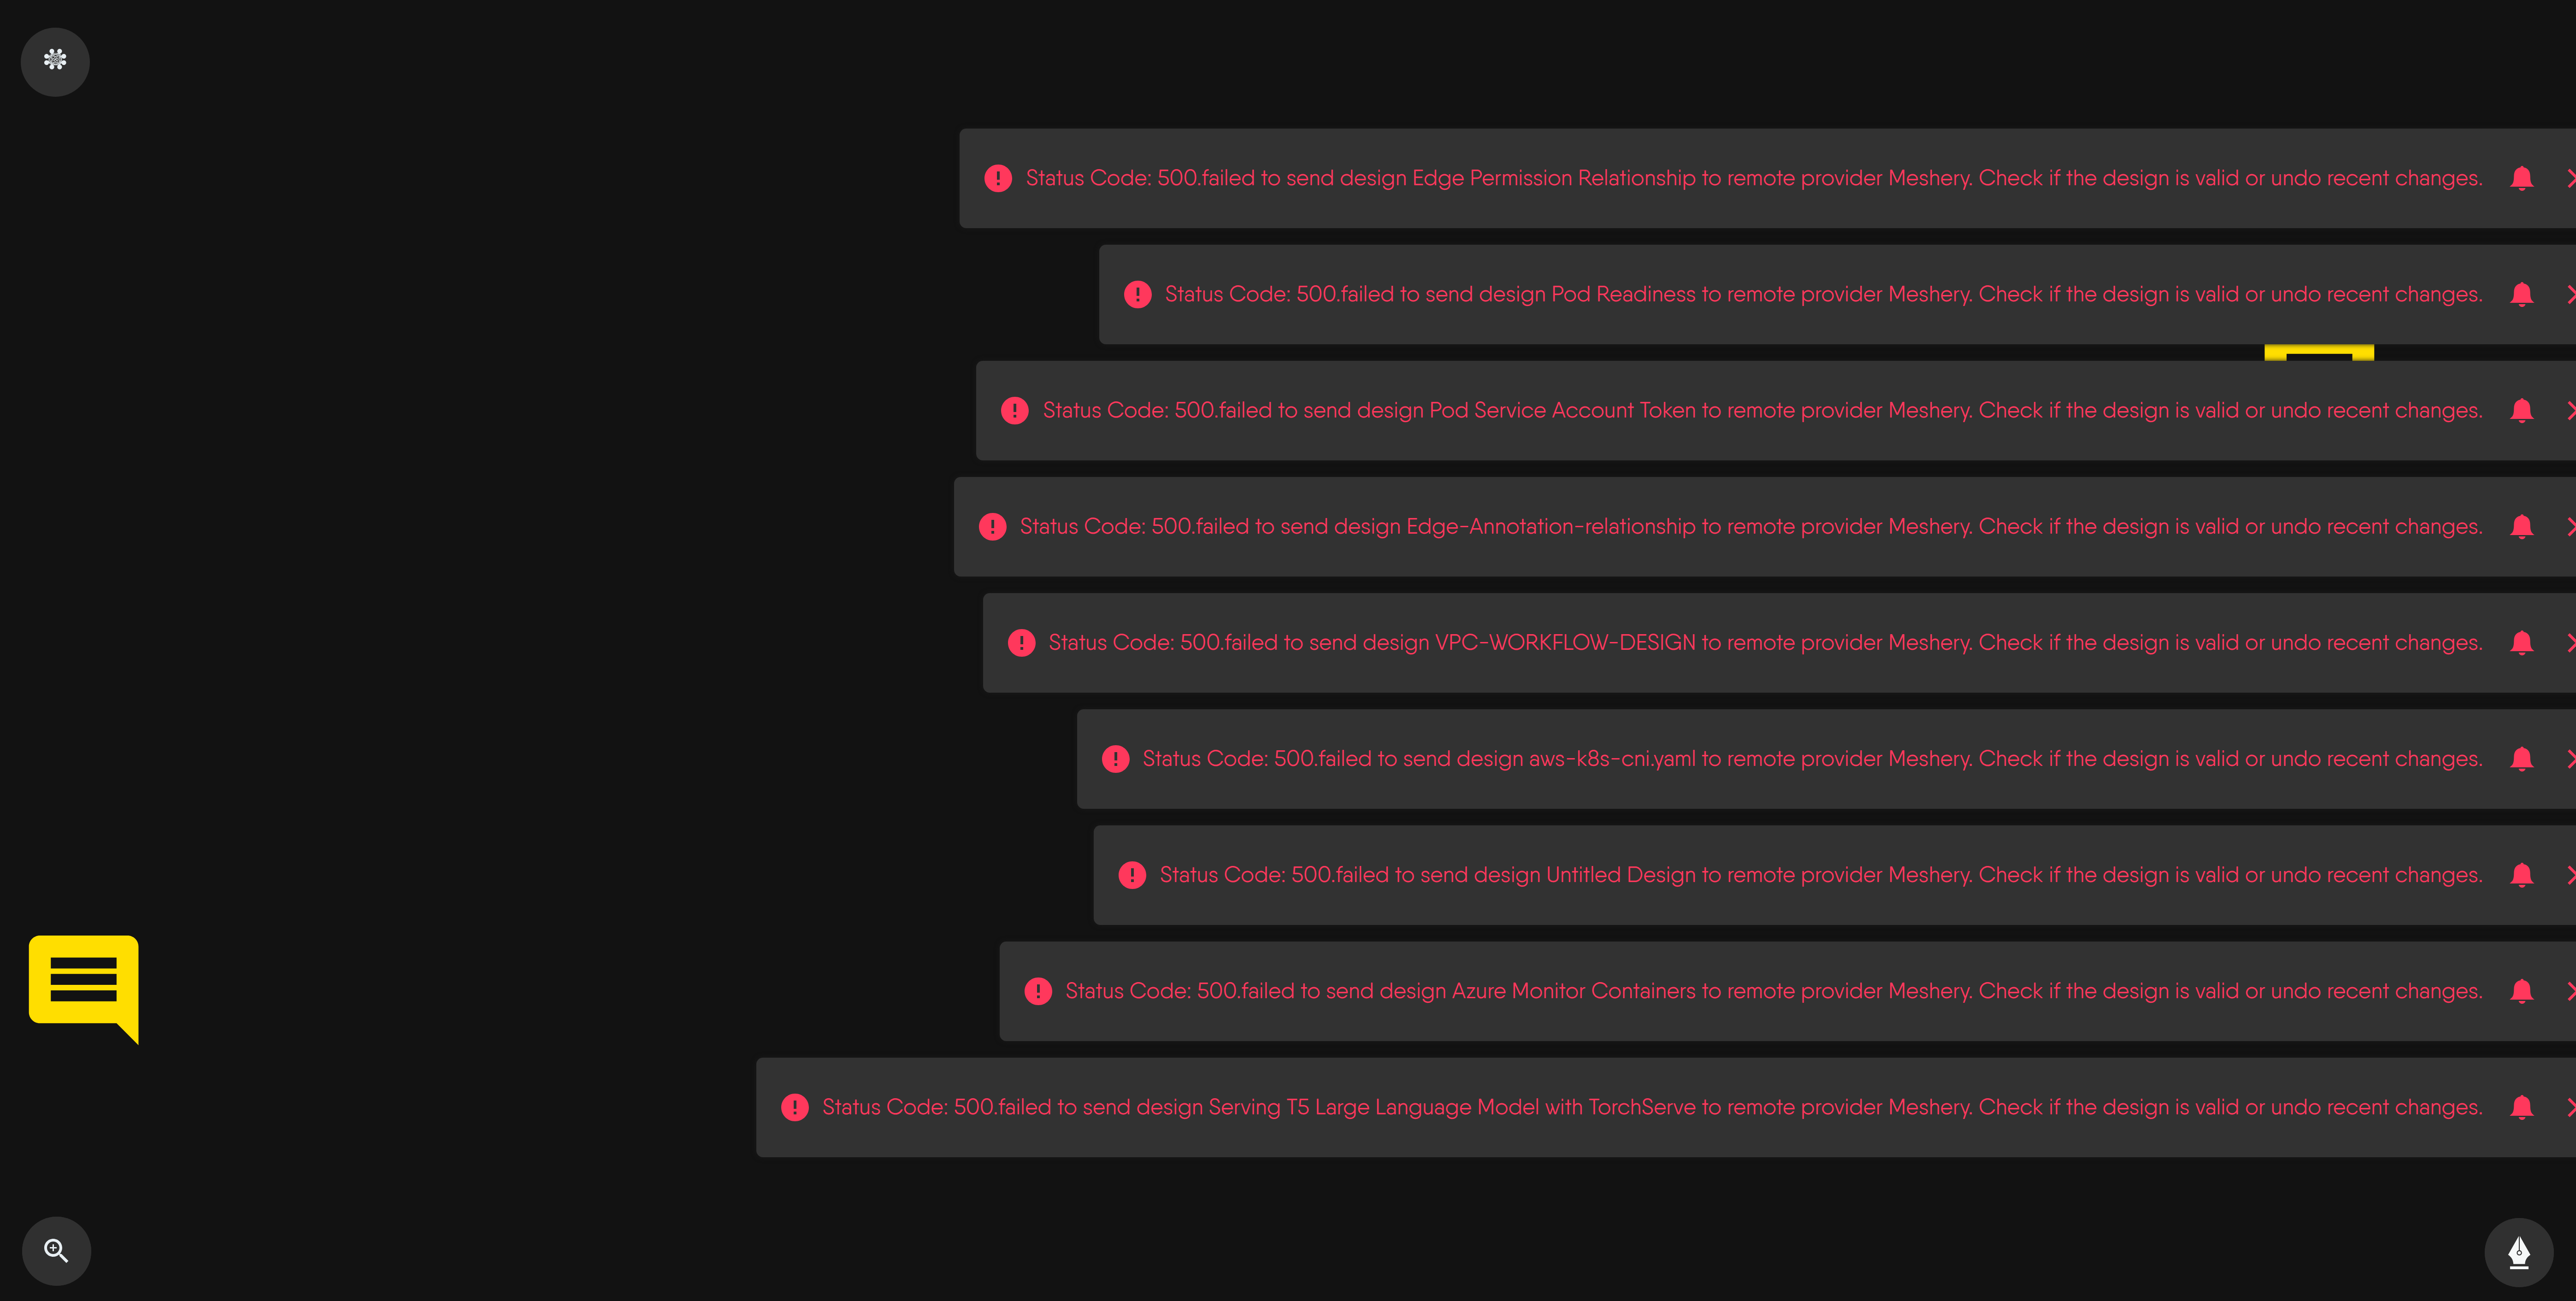 Status Code: 500.failed to send design Edge Permission Relationship to remote provider Meshery. Check if the design is valid or undo recent changes.
Status Code: 500.failed to send design Pod Readiness to remote provider Meshery. Check if the design is valid or undo recent changes.
Status Code: 500.failed to send design Pod Service Account Token to remote provider Meshery. Check if the design is valid or undo recent changes.
Status Code: 500.failed to send design Edge-Annotation-relationship to remote provider Meshery. Check if the design is valid or undo recent changes.
Status Code: 500.failed to send design VPC-WORKFLOW-DESIGN to remote provider Meshery. Check if the design is valid or undo recent changes.
Status Code: 500.failed to send design aws-k8s-cni.yaml to remote provider Meshery. Check if the design is valid or undo recent changes.
Status Code: 500.failed to send design Untitled Design to remote provider Meshery. Check if the design is valid or undo recent changes.
Status Code: 500.failed to send design Azure Monitor Containers to remote provider Meshery. Check if the design is valid or undo recent changes.
Status Code: 500.failed to send design Serving T5 Large Language Model with TorchServe to remote provider Meshery. Check if the design is valid or undo recent changes.